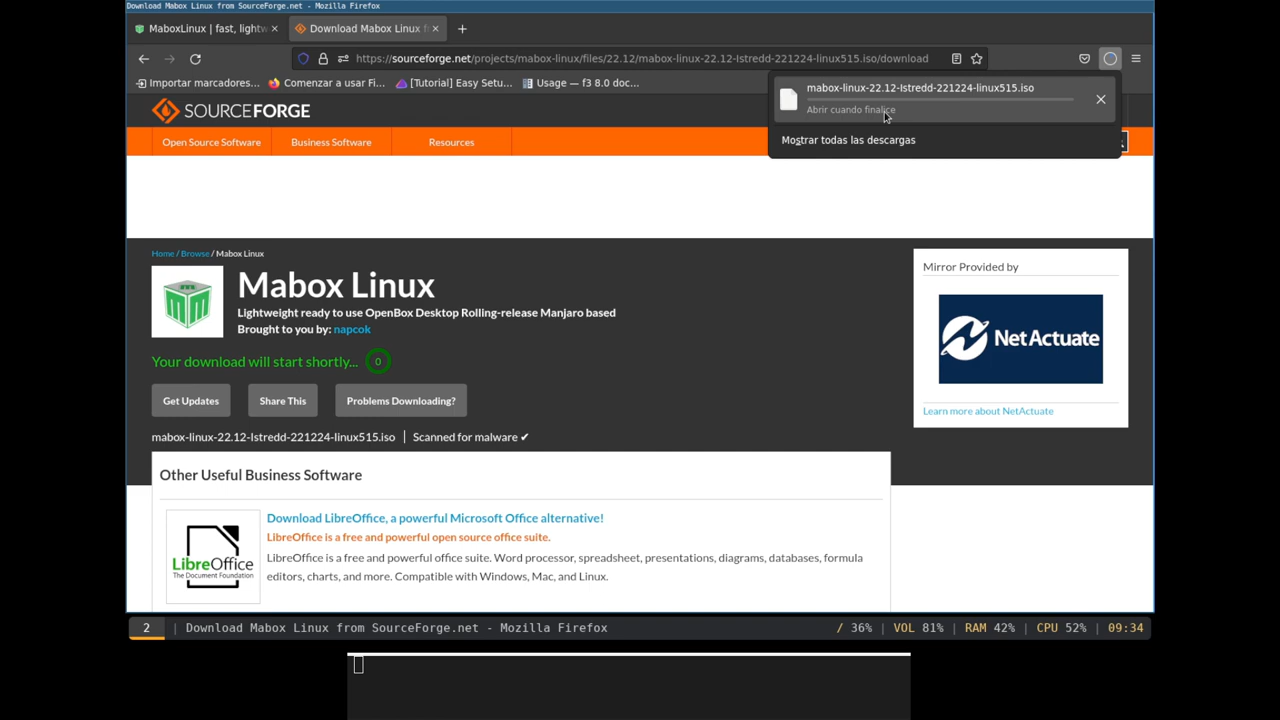 Download Mabox Linux from SourceForge.net - Mozilla Firefox
MaboxLinux | fast, lightw
Download Mabox Linux f
https://sourceforge.net/projects/mabox-linux/files/22.12/mabox-linux-22.12-Istredd-221224-linux515.iso/download
Importar marcadores...
Comenzar a usar Fi...
[Tutorial] Easy Setu...
Usage — f3 8.0 doc...
mabox-linux-22.12-Istredd-221224-linux515.iso
Abrir cuando finalice
Mostrar todas las descargas
SOURCEFORGE
Open Source Software
Business Software
Resources
Home / Browse / Mabox Linux
Mabox Linux
Lightweight ready to use OpenBox Desktop Rolling-release Manjaro based
Brought to you by: napcok
Your download will start shortly... 0
Get Updates
Share This
Problems Downloading?
mabox-linux-22.12-Istredd-221224-linux515.iso | Scanned for malware ✔
Mirror Provided by
NetActuate
Learn more about NetActuate
Other Useful Business Software
LibreOffice
The Document Foundation
Download LibreOffice, a powerful Microsoft Office alternative!
LibreOffice is a free and powerful open source office suite.
LibreOffice is a free and powerful office suite. Word processor, spreadsheet, presentations, diagrams, databases, formula
editors, charts, and more. Compatible with Windows, Mac, and Linux.
2 | Download Mabox Linux from SourceForge.net - Mozilla Firefox
/ 36% | VOL 81% | RAM 42% | CPU 52% | 09:34